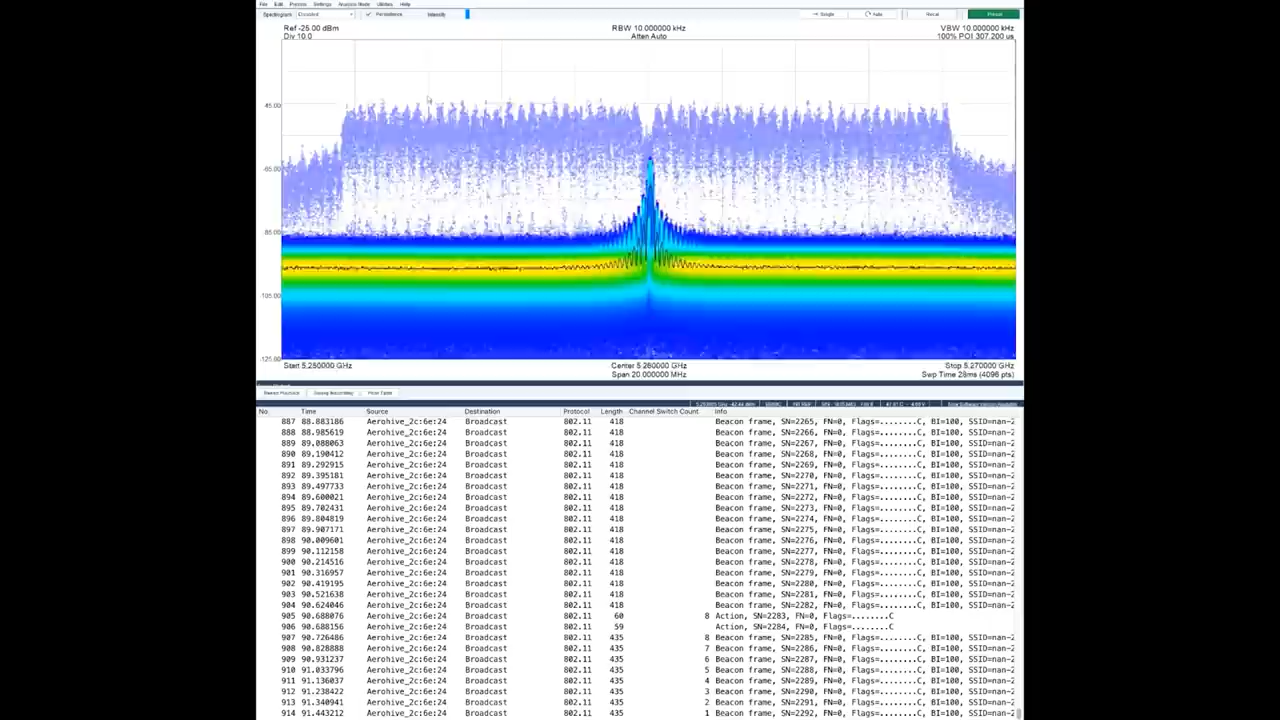 File Edit Presets Settings Analysis Mode Utilities Help
Spectrogram Persistence Intensity Single Auto Recal Preset
Ref -25.00 dBm RBW 10.000000 kHz VBW 10.000000 kHz
Div 10.0 Atten Auto 100% POI 307.200 us
-45.00
-65.00
-85.00
-105.00
-125.00
Start 5.250000 GHz Center 5.260000 GHz Stop 5.270000 GHz
Span 20.000000 MHz Swp Time 28ms (4096 pts)
No. Time Source Destination Protocol Length Channel Switch Count Info
887 88.883186 Aerohive_2c:6e:24 Broadcast 802.11 418 Beacon frame, SN=2265, FN=0, Flags=........C, BI=100, SSID=nan-2
888 88.985619 Aerohive_2c:6e:24 Broadcast 802.11 418 Beacon frame, SN=2266, FN=0, Flags=........C, BI=100, SSID=nan-2
889 89.088063 Aerohive_2c:6e:24 Broadcast 802.11 418 Beacon frame, SN=2267, FN=0, Flags=........C, BI=100, SSID=nan-2
890 89.190412 Aerohive_2c:6e:24 Broadcast 802.11 418 Beacon frame, SN=2268, FN=0, Flags=........C, BI=100, SSID=nan-2
891 89.292915 Aerohive_2c:6e:24 Broadcast 802.11 418 Beacon frame, SN=2269, FN=0, Flags=........C, BI=100, SSID=nan-2
892 89.395181 Aerohive_2c:6e:24 Broadcast 802.11 418 Beacon frame, SN=2270, FN=0, Flags=........C, BI=100, SSID=nan-2
893 89.497733 Aerohive_2c:6e:24 Broadcast 802.11 418 Beacon frame, SN=2271, FN=0, Flags=........C, BI=100, SSID=nan-2
894 89.600021 Aerohive_2c:6e:24 Broadcast 802.11 418 Beacon frame, SN=2272, FN=0, Flags=........C, BI=100, SSID=nan-2
895 89.702431 Aerohive_2c:6e:24 Broadcast 802.11 418 Beacon frame, SN=2273, FN=0, Flags=........C, BI=100, SSID=nan-2
896 89.804819 Aerohive_2c:6e:24 Broadcast 802.11 418 Beacon frame, SN=2274, FN=0, Flags=........C, BI=100, SSID=nan-2
897 89.907171 Aerohive_2c:6e:24 Broadcast 802.11 418 Beacon frame, SN=2275, FN=0, Flags=........C, BI=100, SSID=nan-2
898 90.009601 Aerohive_2c:6e:24 Broadcast 802.11 418 Beacon frame, SN=2276, FN=0, Flags=........C, BI=100, SSID=nan-2
899 90.112158 Aerohive_2c:6e:24 Broadcast 802.11 418 Beacon frame, SN=2277, FN=0, Flags=........C, BI=100, SSID=nan-2
900 90.214516 Aerohive_2c:6e:24 Broadcast 802.11 418 Beacon frame, SN=2278, FN=0, Flags=........C, BI=100, SSID=nan-2
901 90.316957 Aerohive_2c:6e:24 Broadcast 802.11 418 Beacon frame, SN=2279, FN=0, Flags=........C, BI=100, SSID=nan-2
902 90.419195 Aerohive_2c:6e:24 Broadcast 802.11 418 Beacon frame, SN=2280, FN=0, Flags=........C, BI=100, SSID=nan-2
903 90.521638 Aerohive_2c:6e:24 Broadcast 802.11 418 Beacon frame, SN=2281, FN=0, Flags=........C, BI=100, SSID=nan-2
904 90.624046 Aerohive_2c:6e:24 Broadcast 802.11 418 Beacon frame, SN=2282, FN=0, Flags=........C, BI=100, SSID=nan-2
905 90.688076 Aerohive_2c:6e:24 Broadcast 802.11 60 8 Action, SN=2283, FN=0, Flags=........C
906 90.688156 Aerohive_2c:6e:24 Broadcast 802.11 59 Action, SN=2284, FN=0, Flags=........C
907 90.726486 Aerohive_2c:6e:24 Broadcast 802.11 435 8 Beacon frame, SN=2285, FN=0, Flags=........C, BI=100, SSID=nan-2
908 90.828888 Aerohive_2c:6e:24 Broadcast 802.11 435 7 Beacon frame, SN=2286, FN=0, Flags=........C, BI=100, SSID=nan-2
909 90.931237 Aerohive_2c:6e:24 Broadcast 802.11 435 6 Beacon frame, SN=2287, FN=0, Flags=........C, BI=100, SSID=nan-2
910 91.033796 Aerohive_2c:6e:24 Broadcast 802.11 435 5 Beacon frame, SN=2288, FN=0, Flags=........C, BI=100, SSID=nan-2
911 91.136037 Aerohive_2c:6e:24 Broadcast 802.11 435 4 Beacon frame, SN=2289, FN=0, Flags=........C, BI=100, SSID=nan-2
912 91.238422 Aerohive_2c:6e:24 Broadcast 802.11 435 3 Beacon frame, SN=2290, FN=0, Flags=........C, BI=100, SSID=nan-2
913 91.340941 Aerohive_2c:6e:24 Broadcast 802.11 435 2 Beacon frame, SN=2291, FN=0, Flags=........C, BI=100, SSID=nan-2
914 91.443212 Aerohive_2c:6e:24 Broadcast 802.11 435 1 Beacon frame, SN=2292, FN=0, Flags=........C, BI=100, SSID=nan-2